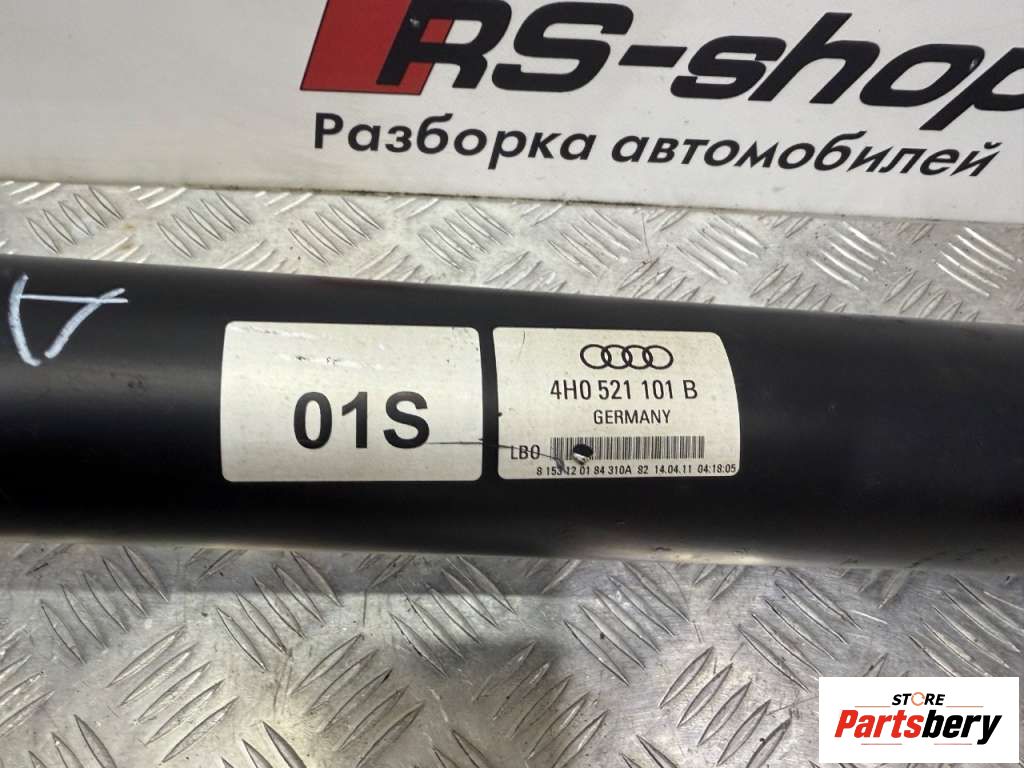 RS-shop
Разборка автомобилей
01S
4H0 521 101 B
GERMANY
LB0
8 153 12 01 84 310A 82 14.04.11 04:18:05
STORE
Partsbery